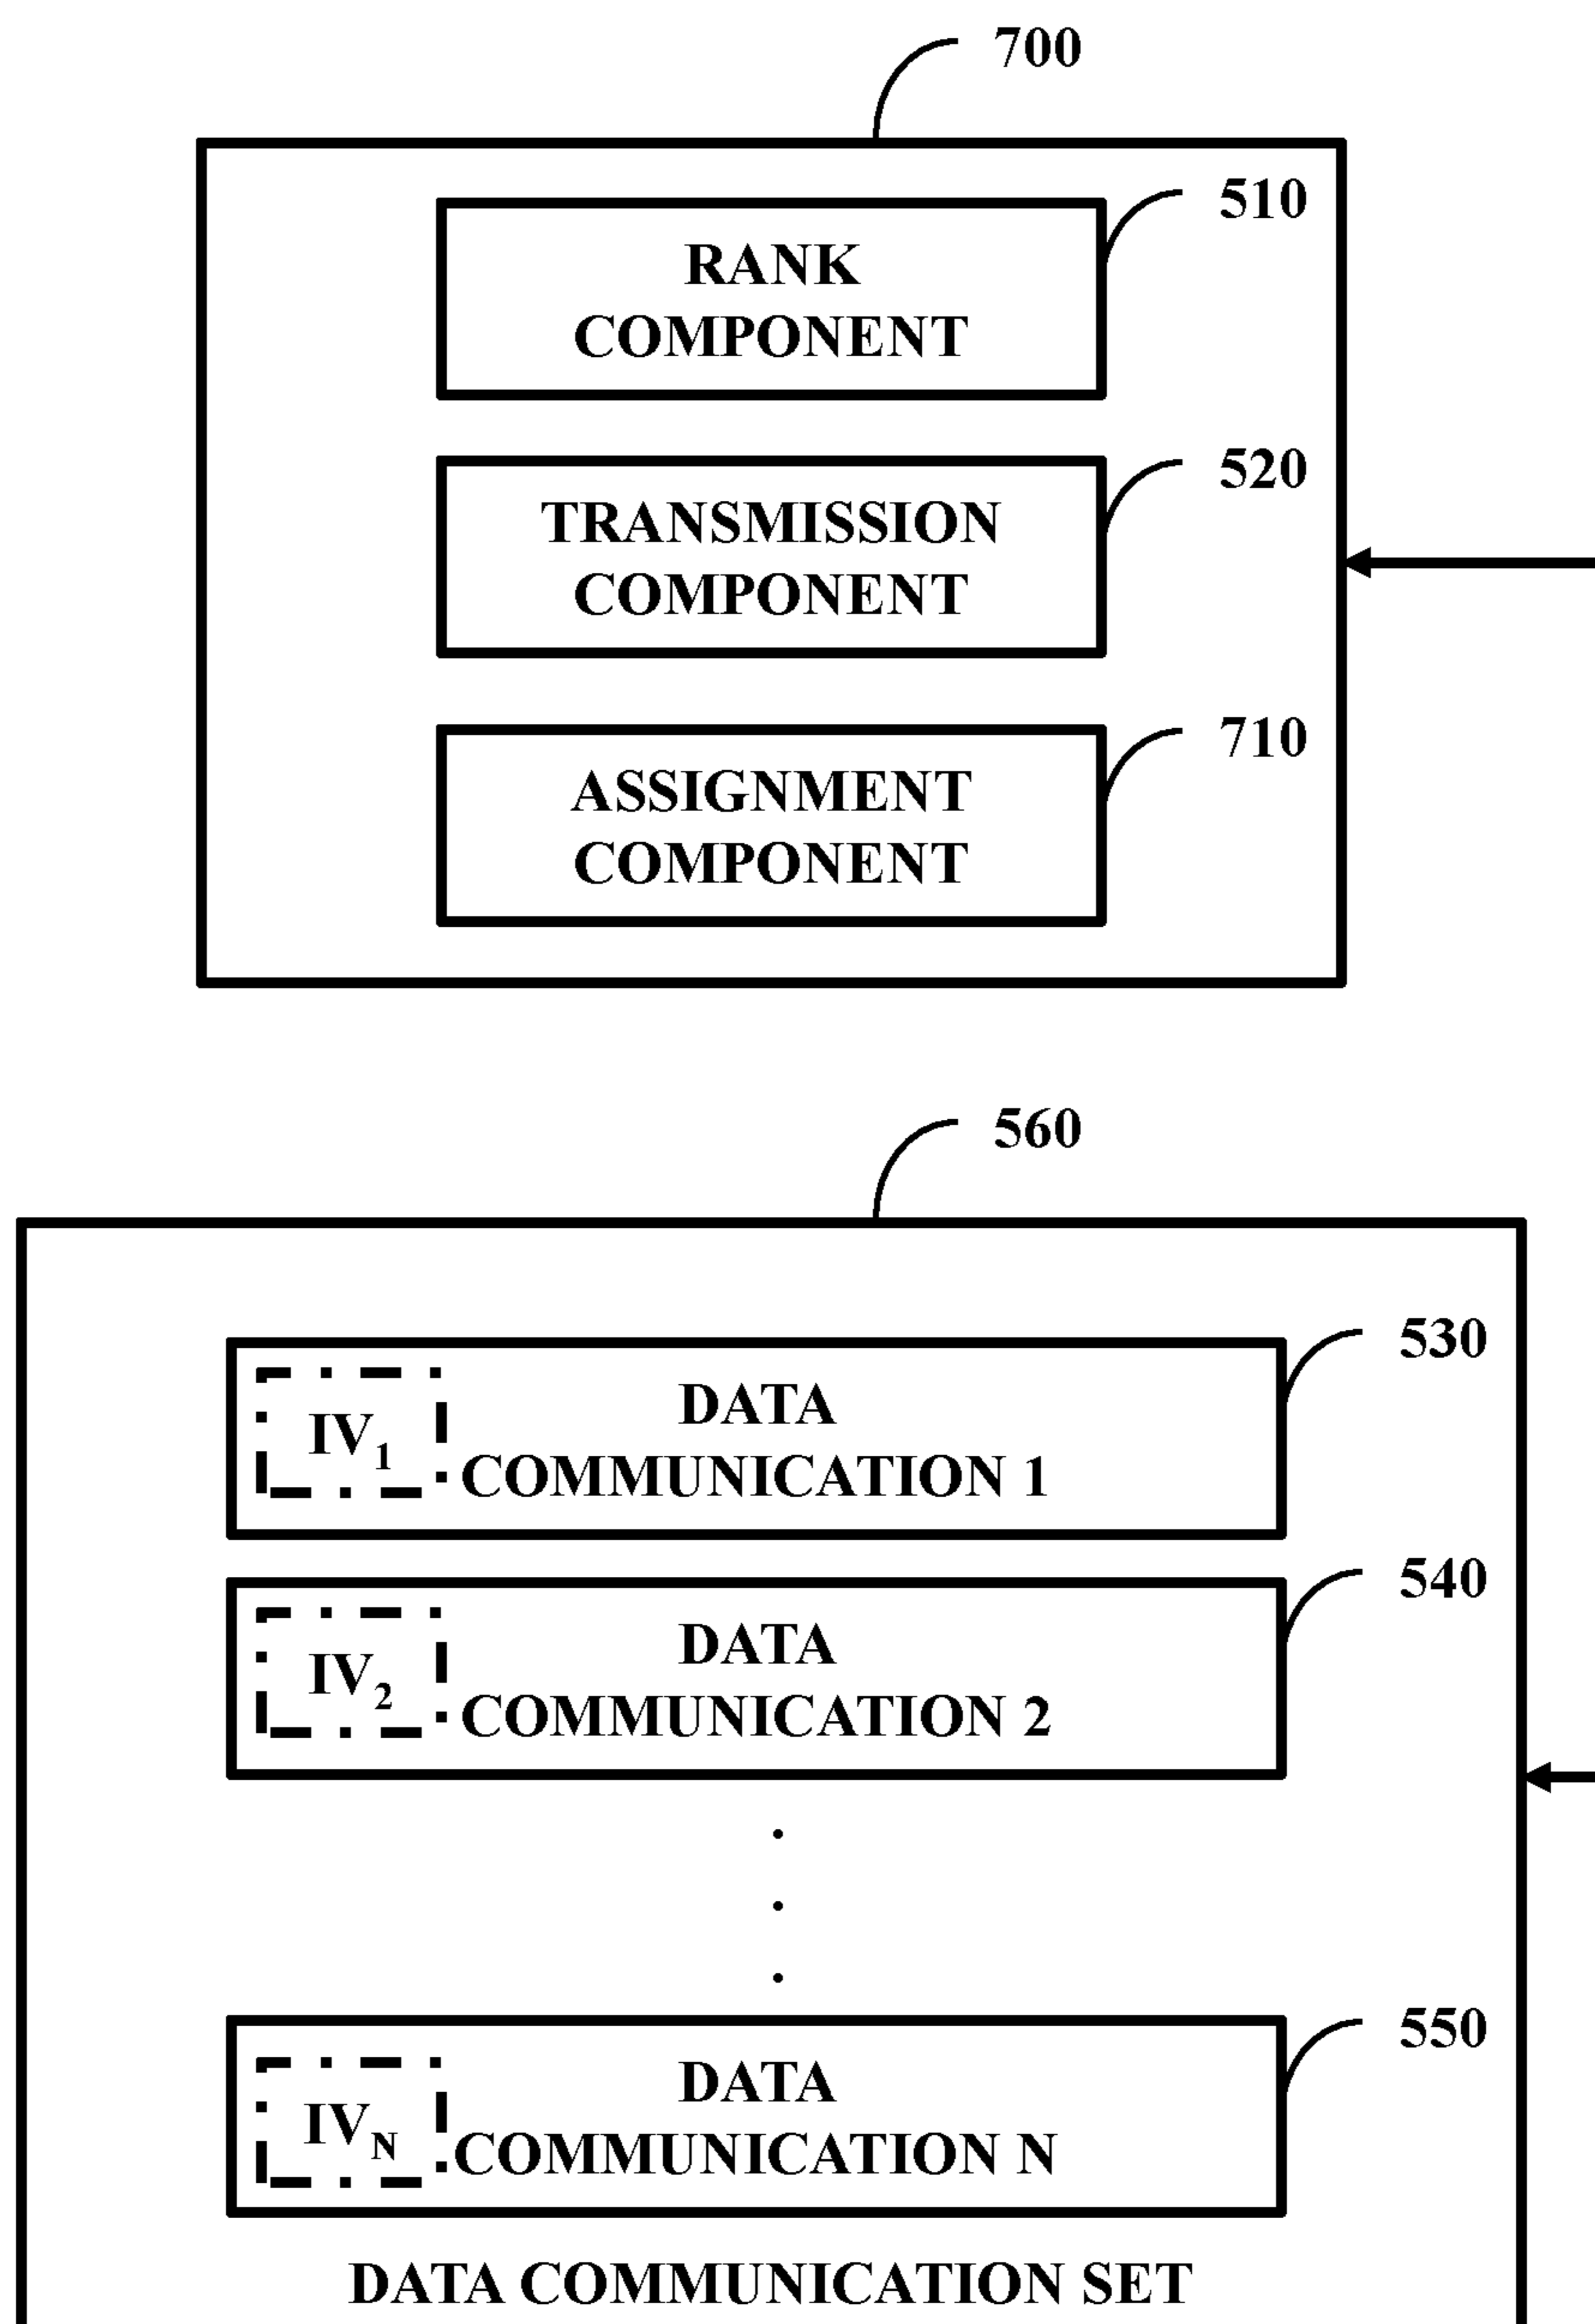 700
510
RANK
COMPONENT
520
TRANSMISSION
COMPONENT
710
ASSIGNMENT
COMPONENT
560
530
IV1
DATA
COMMUNICATION 1
540
IV2
DATA
COMMUNICATION 2
550
IVN
DATA
COMMUNICATION N
DATA COMMUNICATION SET